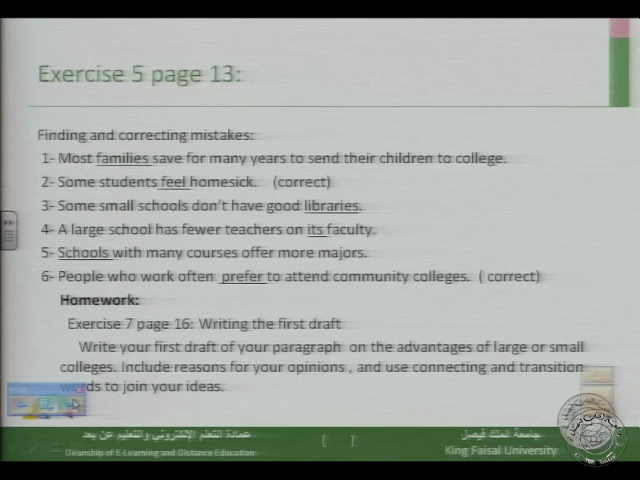 Exercise 5 page 13:
Finding and correcting mistakes:
1- Most families save for many years to send their children to college.
2- Some students feel homesick. (correct)
3- Some small schools don't have good libraries.
4- A large school has fewer teachers on its faculty.
5- Schools with many courses offer more majors.
6- People who work often prefer to attend community colleges. ( correct)
Homework:
Exercise 7 page 16: Writing the first draft
Write your first draft of your paragraph on the advantages of large or small
colleges. Include reasons for your opinions , and use connecting and transition
words to join your ideas.
عمادة التعلم الإلكتروني والتعليم عن بعد
[ ]
جامعة الملك فيصل
Deanship of E-Learning and Distance Education
King Faisal University